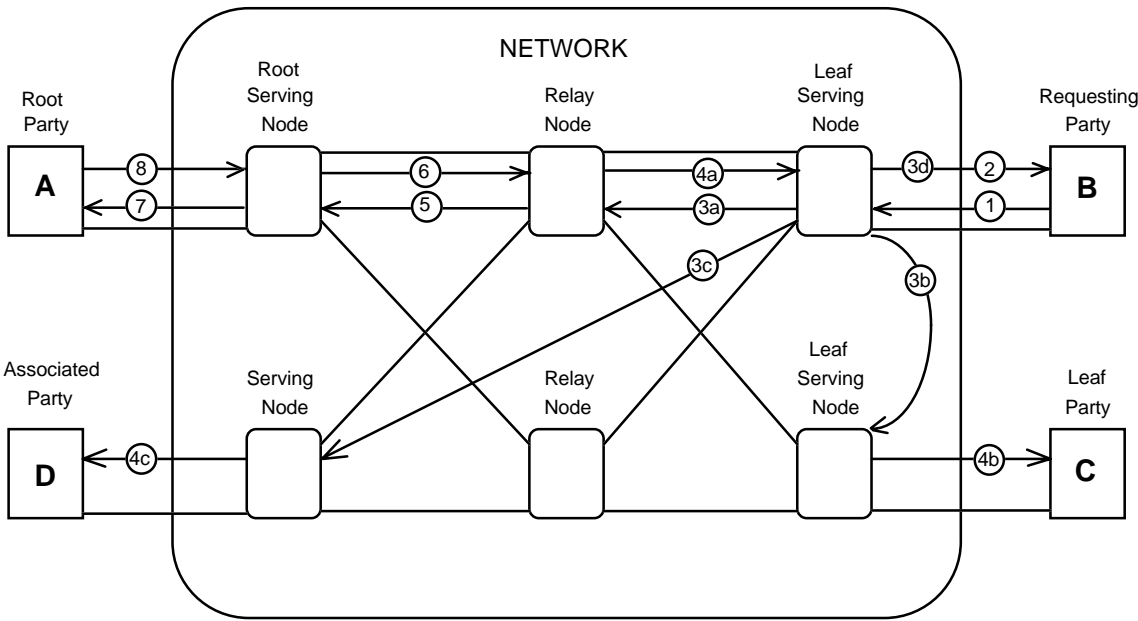 NETWORK
Root
Serving
Node
Relay
Node
Leaf
Serving
Node
Root
Party
Requesting
Party
A
8
7
6
5
4a
3a
3d
2
1
B
3c
3b
Associated
Party
Serving
Node
Relay
Node
Leaf
Serving
Node
Leaf
Party
D
4c
4b
C